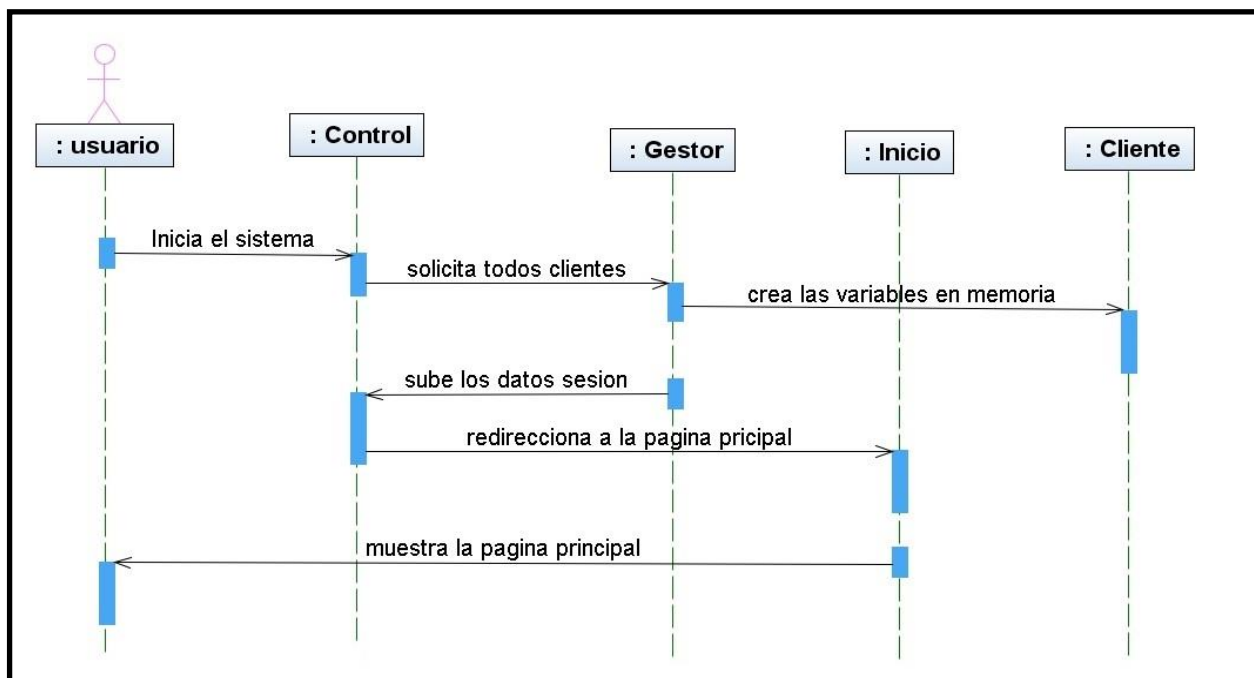 : usuario
: Control
: Gestor
: Inicio
: Cliente
Inicia el sistema
solicita todos clientes
crea las variables en memoria
sube los datos sesion
redirecciona a la pagina pricipal
muestra la pagina principal